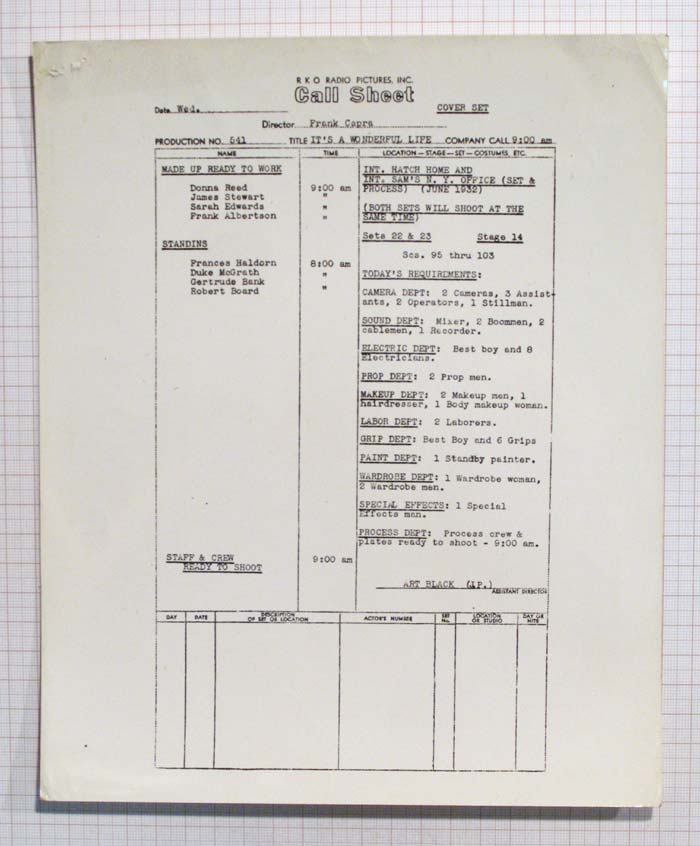 R K O RADIO PICTURES, INC.
Call Sheet
Date Wed. COVER SET
Director Frank Capra
PRODUCTION NO. 541 TITLE IT'S A WONDERFUL LIFE COMPANY CALL 9:00 am
NAME TIME LOCATION — STAGE — SET — COSTUMES, ETC.
MADE UP READY TO WORK
Donna Reed 9:00 am
James Stewart "
Sarah Edwards "
Frank Albertson "
STANDINS
Frances Haldorn 8:00 am
Duke McGrath "
Gertrude Bank "
Robert Board "
STAFF & CREW 9:00 am
READY TO SHOOT
INT. HATCH HOME AND
INT. SAM'S N. Y. OFFICE (SET &
PROCESS) (JUNE 1932)
(BOTH SETS WILL SHOOT AT THE
SAME TIME)
Sets 22 & 23 Stage 14
Scs. 95 thru 103
TODAY'S REQUIREMENTS:
CAMERA DEPT: 2 Cameras, 3 Assist-
ants, 2 Operators, 1 Stillman.
SOUND DEPT: Mixer, 2 Boommen, 2
cablemen, 1 Recorder.
ELECTRIC DEPT: Best boy and 8
Electricians.
PROP DEPT: 2 Prop men.
MAKEUP DEPT: 2 Makeup men, 1
hairdresser, 1 Body makeup woman.
LABOR DEPT: 2 Laborers.
GRIP DEPT: Best Boy and 6 Grips
PAINT DEPT: 1 Standby painter.
WARDROBE DEPT: 1 Wardrobe woman,
2 Wardrobe men.
SPECIAL EFFECTS: 1 Special
Effects man.
PROCESS DEPT: Process crew &
plates ready to shoot - 9:00 am.
ART BLACK (JP.)
ASSISTANT DIRECTOR
DAY DATE DESCRIPTION OF SET OR LOCATION ACTOR'S NUMBER SET No. LOCATION OR STUDIO DAY OR NITE